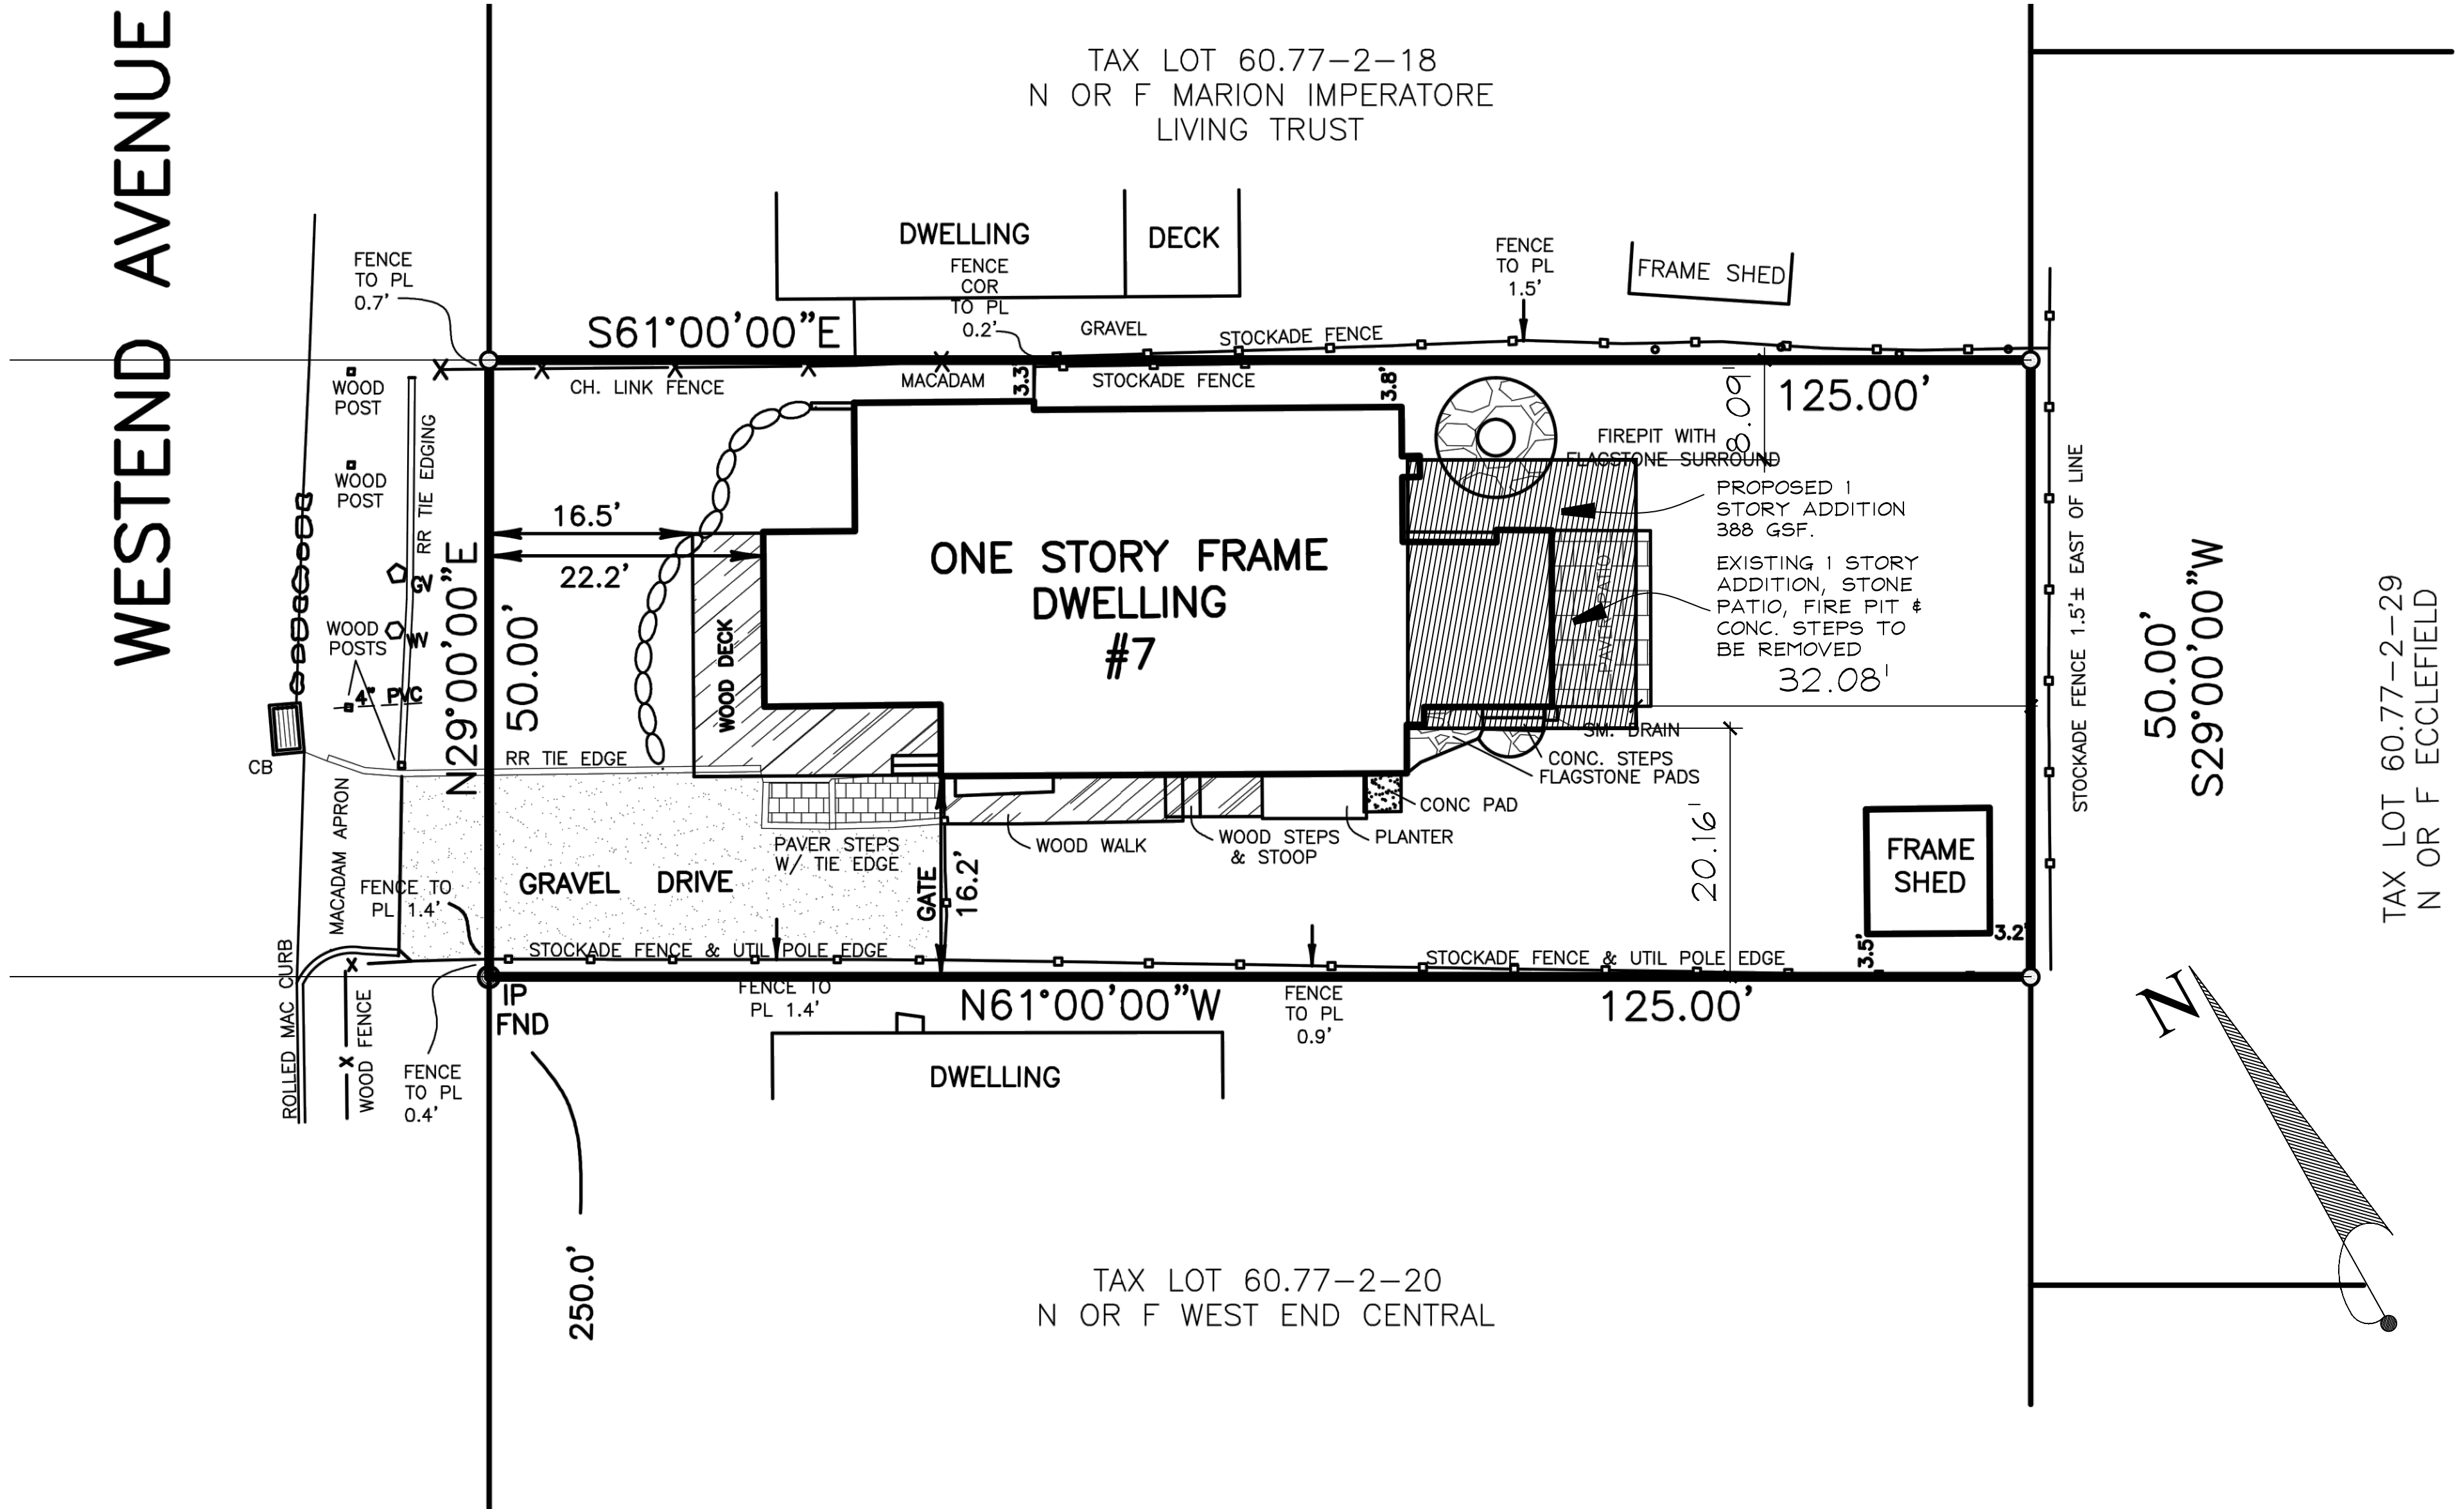 WESTEND AVENUE
TAX LOT 60.77-2-18
N OR F MARION IMPERATORE
LIVING TRUST
DWELLING
DECK
FENCE
COR
TO PL
0.2'
FENCE
TO PL
0.7'
FENCE
TO PL
1.5'
FRAME SHED
S61°00'00"E
GRAVEL
STOCKADE FENCE
CH. LINK FENCE
MACADAM
3.3'
STOCKADE FENCE
3.8'
8.09'
125.00'
WOOD
POST
WOOD
POST
RR TIE EDGING
FIREPIT WITH
FLAGSTONE SURROUND
PROPOSED 1
STORY ADDITION
388 GSF.
EXISTING 1 STORY
ADDITION, STONE
PATIO, FIRE PIT &
CONC. STEPS TO
BE REMOVED
32.08'
16.5'
22.2'
ONE STORY FRAME
DWELLING
#7
PAVER PATIO
WOOD DECK
GV
WV
WOOD
POSTS
4" PVC
N29°00'00"E
50.00'
STOCKADE FENCE 1.5'± EAST OF LINE
50.00'
S29°00'00"W
TAX LOT 60.77-2-29
N OR F ECCLEFIELD
CB
RR TIE EDGE
SM. DRAIN
CONC. STEPS
FLAGSTONE PADS
CONC PAD
PLANTER
WOOD STEPS
& STOOP
WOOD WALK
PAVER STEPS
W/ TIE EDGE
GATE
16.2'
20.16'
FRAME
SHED
3.5'
3.2'
MACADAM APRON
FENCE TO
PL 1.4'
GRAVEL DRIVE
STOCKADE FENCE & UTIL POLE EDGE
STOCKADE FENCE & UTIL POLE EDGE
ROLLED MAC CURB
WOOD FENCE
X
X
FENCE
TO PL
0.4'
IP
FND
FENCE TO
PL 1.4'
N61°00'00"W
FENCE
TO PL
0.9'
125.00'
DWELLING
250.0'
TAX LOT 60.77-2-20
N OR F WEST END CENTRAL
N